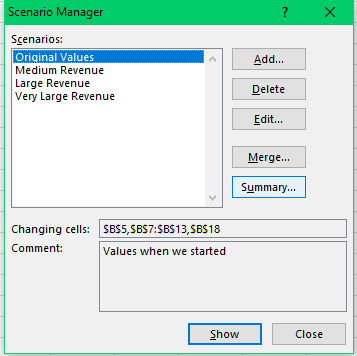 Scenario Manager
Scenarios:
Original Values
Medium Revenue
Large Revenue
Very Large Revenue
Add...
Delete
Edit...
Merge...
Summary...
Changing cells: $B$5,$B$7:$B$13,$B$18
Comment: Values when we started
Show Close